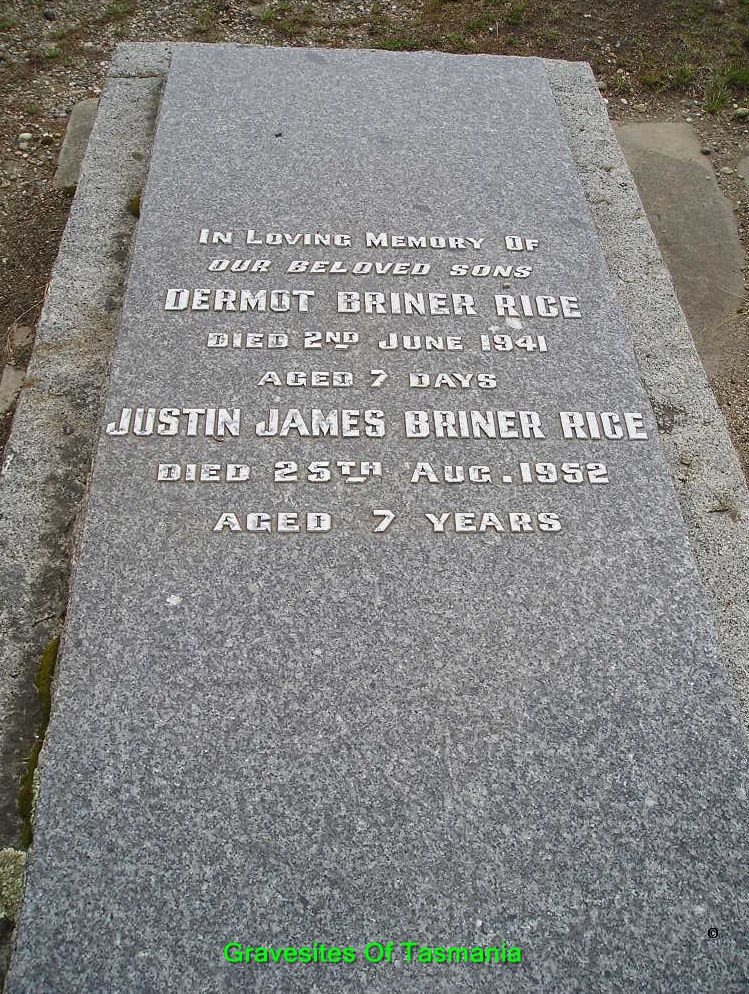 In Loving Memory Of
OUR BELOVED SONS
DERMOT BRINER RICE
DIED 2ND JUNE 1941
AGED 7 DAYS
JUSTIN JAMES BRINER RICE
DIED 25TH AUG. 1952
AGED 7 YEARS
Gravesites Of Tasmania